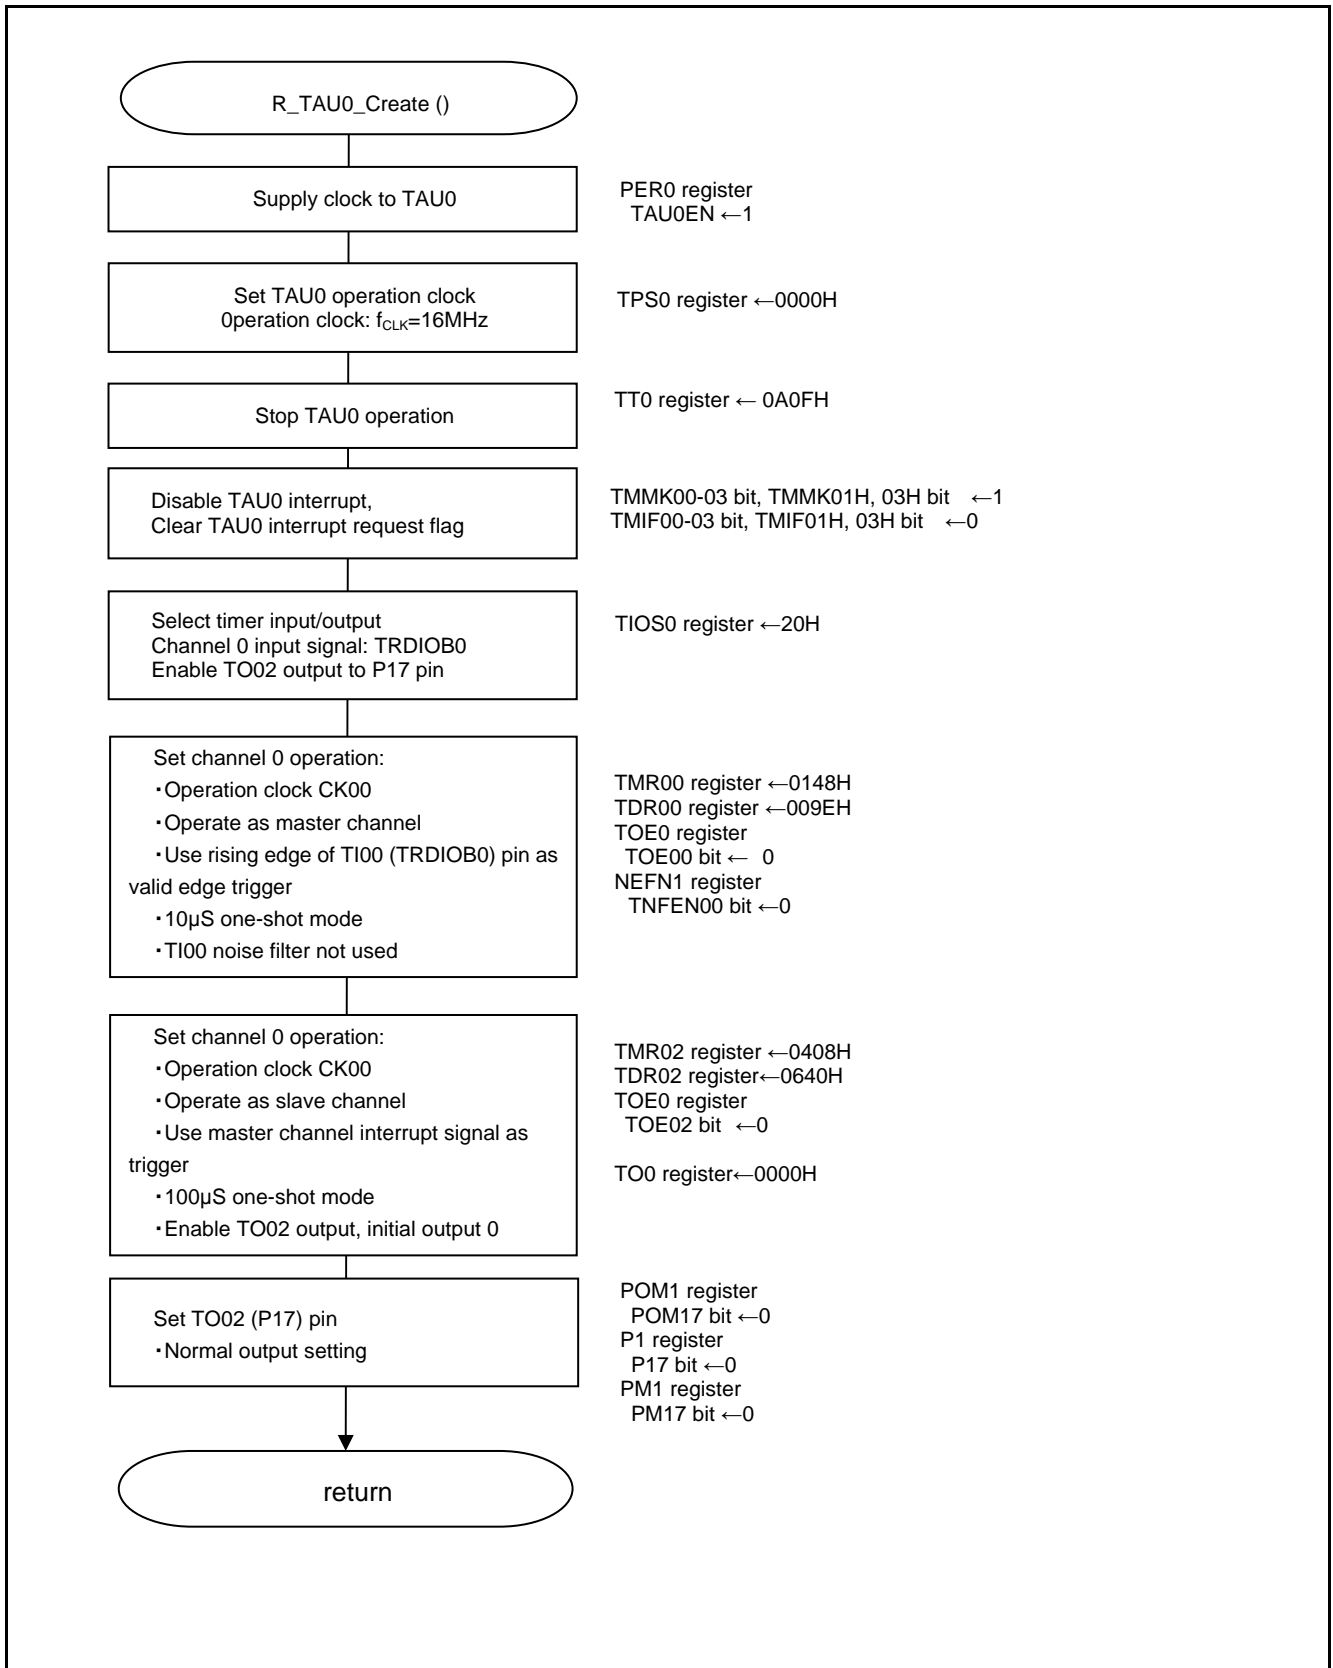 R_TAU0_Create ()
Supply clock to TAU0
PER0 register
TAU0EN ←1
Set TAU0 operation clock
0peration clock: fCLK=16MHz
TPS0 register ←0000H
Stop TAU0 operation
TT0 register ← 0A0FH
Disable TAU0 interrupt,
Clear TAU0 interrupt request flag
TMMK00-03 bit, TMMK01H, 03H bit ←1
TMIF00-03 bit, TMIF01H, 03H bit ←0
Select timer input/output
Channel 0 input signal: TRDIOB0
Enable TO02 output to P17 pin
TIOS0 register ←20H
Set channel 0 operation:
・Operation clock CK00
・Operate as master channel
・Use rising edge of TI00 (TRDIOB0) pin as
valid edge trigger
・10µS one-shot mode
・TI00 noise filter not used
TMR00 register ←0148H
TDR00 register ←009EH
TOE0 register
TOE00 bit ← 0
NEFN1 register
TNFEN00 bit ←0
Set channel 0 operation:
・Operation clock CK00
・Operate as slave channel
・Use master channel interrupt signal as
trigger
・100µS one-shot mode
・Enable TO02 output, initial output 0
TMR02 register ←0408H
TDR02 register←0640H
TOE0 register
TOE02 bit ←0
TO0 register←0000H
Set TO02 (P17) pin
・Normal output setting
POM1 register
POM17 bit ←0
P1 register
P17 bit ←0
PM1 register
PM17 bit ←0
return